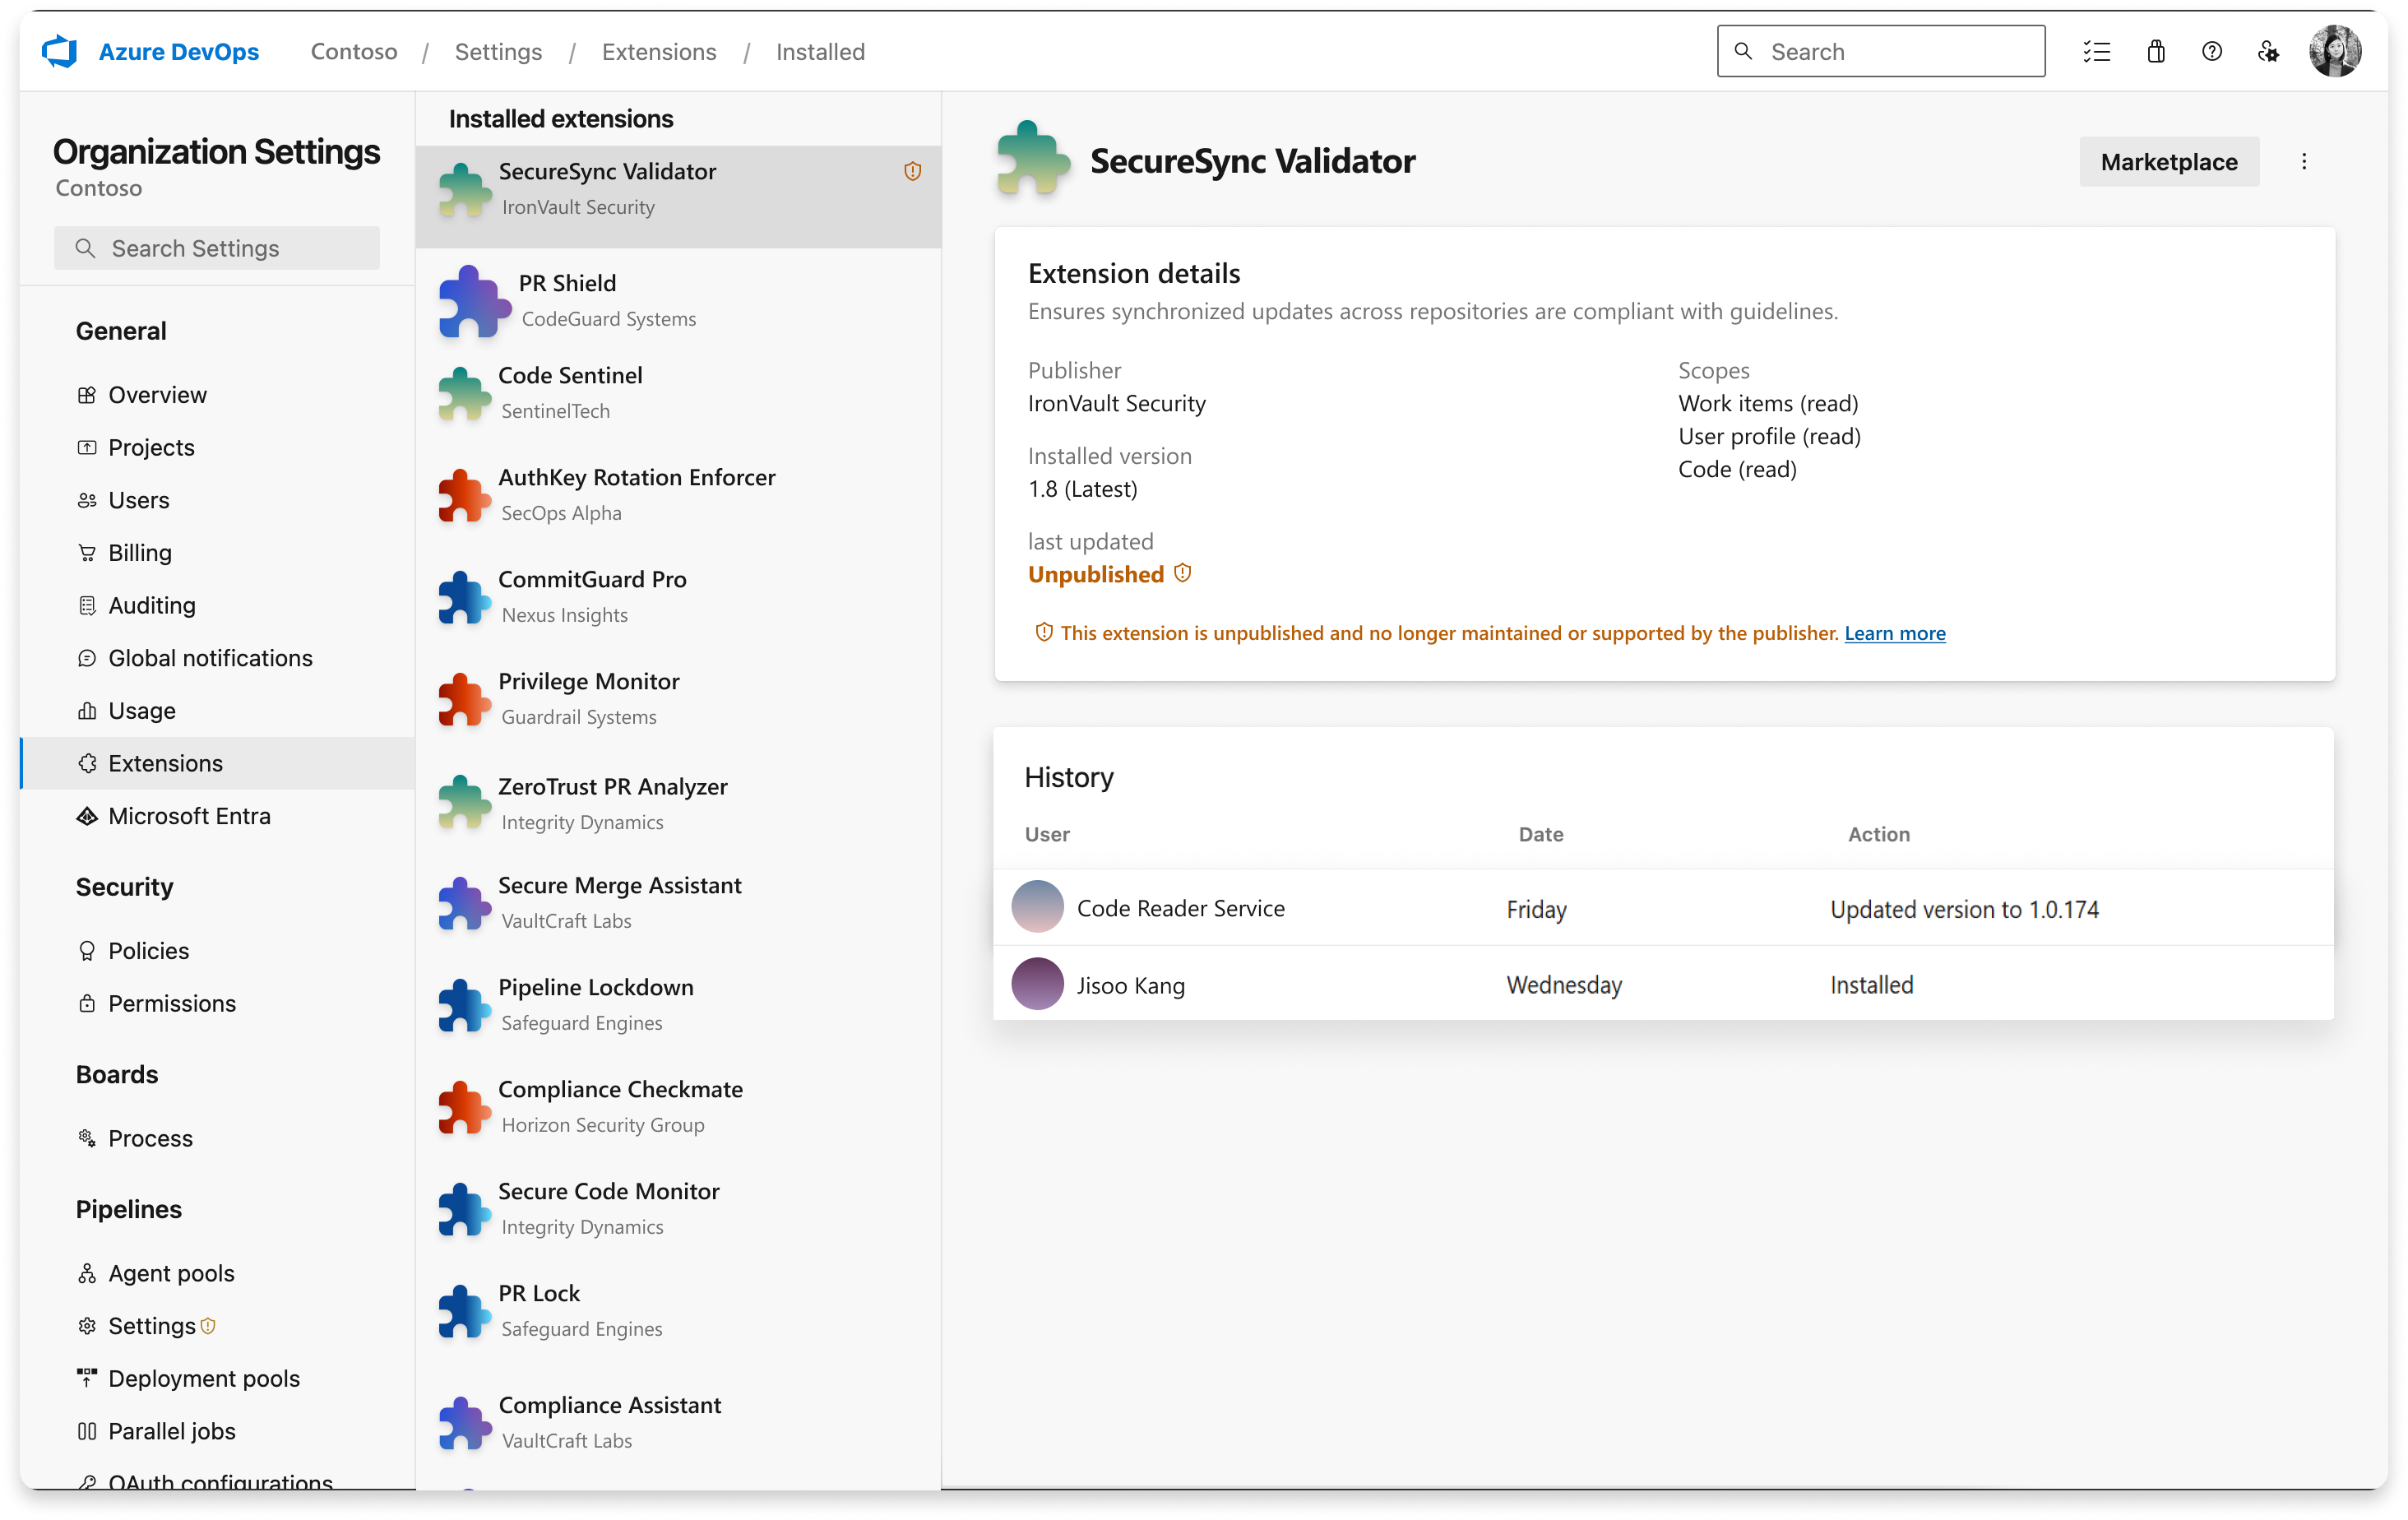 Azure DevOps Contoso / Settings / Extensions / Installed
Search
Organization Settings
Contoso
Search Settings
General
Overview
Projects
Users
Billing
Auditing
Global notifications
Usage
Extensions
Microsoft Entra
Security
Policies
Permissions
Boards
Process
Pipelines
Agent pools
Settings
Deployment pools
Parallel jobs
OAuth configurations
Installed extensions
SecureSync Validator
IronVault Security
PR Shield
CodeGuard Systems
Code Sentinel
SentinelTech
AuthKey Rotation Enforcer
SecOps Alpha
CommitGuard Pro
Nexus Insights
Privilege Monitor
Guardrail Systems
ZeroTrust PR Analyzer
Integrity Dynamics
Secure Merge Assistant
VaultCraft Labs
Pipeline Lockdown
Safeguard Engines
Compliance Checkmate
Horizon Security Group
Secure Code Monitor
Integrity Dynamics
PR Lock
Safeguard Engines
Compliance Assistant
VaultCraft Labs
SecureSync Validator
Marketplace
Extension details
Ensures synchronized updates across repositories are compliant with guidelines.
Publisher
IronVault Security
Installed version
1.8 (Latest)
last updated
Unpublished
Scopes
Work items (read)
User profile (read)
Code (read)
This extension is unpublished and no longer maintained or supported by the publisher. Learn more
History
User Date Action
Code Reader Service Friday Updated version to 1.0.174
Jisoo Kang Wednesday Installed